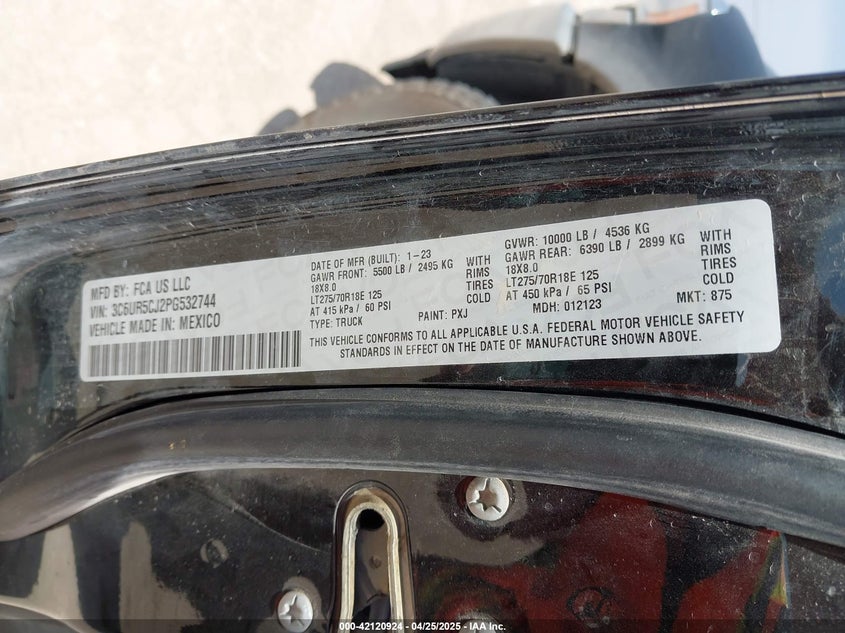 MFD BY: FCA US LLC
VIN: 3C6UR5CJ2PG532744
VEHICLE MADE IN: MEXICO
DATE OF MFR (BUILT): 1-23
GAWR FRONT: 5500 LB / 2495 KG WITH
18X8.0 RIMS
LT275/70R18E 125 TIRES
AT 415 kPa / 60 PSI COLD
TYPE: TRUCK PAINT: PXJ
GVWR: 10000 LB / 4536 KG
GAWR REAR: 6390 LB / 2899 KG WITH
18X8.0 RIMS
LT275/70R18E 125 TIRES
AT 450 kPa / 65 PSI COLD
MDH: 012123 MKT: 875
THIS VEHICLE CONFORMS TO ALL APPLICABLE U.S.A. FEDERAL MOTOR VEHICLE SAFETY
STANDARDS IN EFFECT ON THE DATE OF MANUFACTURE SHOWN ABOVE.
000-42120924 - 04/25/2025 - IAA Inc.